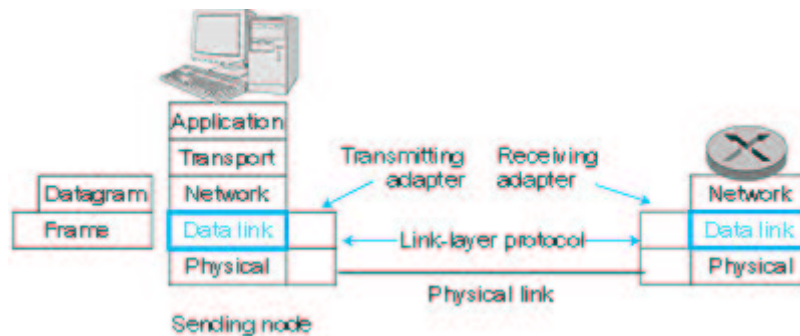 Application
Transport
Network
Data link
Physical
Datagram
Frame
Transmitting
adapter
Receiving
adapter
Link-layer protocol
Physical link
Network
Data link
Physical
Sending node